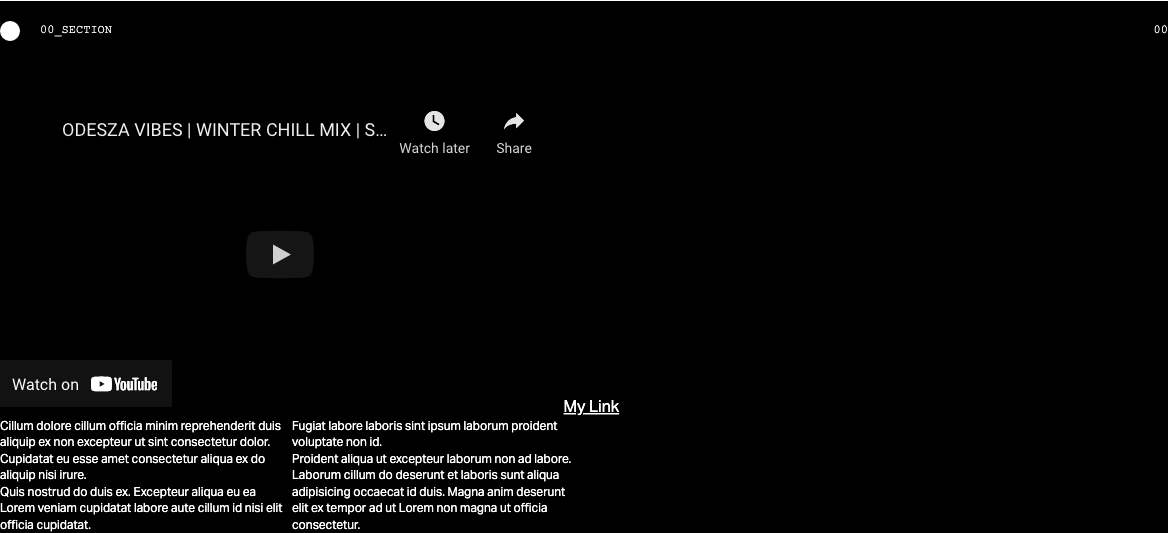 00_SECTION
00
ODESZA VIBES | WINTER CHILL MIX | S...
Watch later
Share
Watch on YouTube
My Link
Cillum dolore cillum officia minim reprehenderit duis
aliquip ex non excepteur ut sint consectetur dolor.
Cupidatat eu esse amet consectetur aliqua ex do
aliquip nisi irure.
Quis nostrud do duis ex. Excepteur aliqua eu ea
Lorem veniam cupidatat labore aute cillum id nisi elit
officia cupidatat.
Fugiat labore laboris sint ipsum laborum proident
voluptate non id.
Proident aliqua ut excepteur laborum non ad labore.
Laborum cillum do deserunt et laboris sunt aliqua
adipisicing occaecat id duis. Magna anim deserunt
elit ex tempor ad ut Lorem non magna ut officia
consectetur.